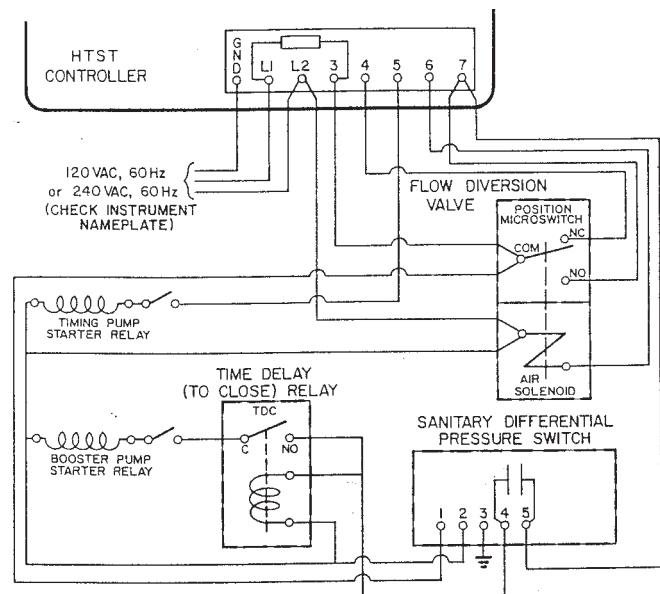 HTST
CONTROLLER
GND L1 L2 3 4 5 6 7
120 VAC, 60 Hz
or 240 VAC, 60 Hz
(CHECK INSTRUMENT
NAMEPLATE)
FLOW DIVERSION
VALVE
POSITION
MICROSWITCH
NC
COM
NO
AIR
SOLENOID
TIMING PUMP
STARTER RELAY
TIME DELAY
(TO CLOSE) RELAY
TDC
C NO
BOOSTER PUMP
STARTER RELAY
SANITARY DIFFERENTIAL
PRESSURE SWITCH
1 2 3 4 5